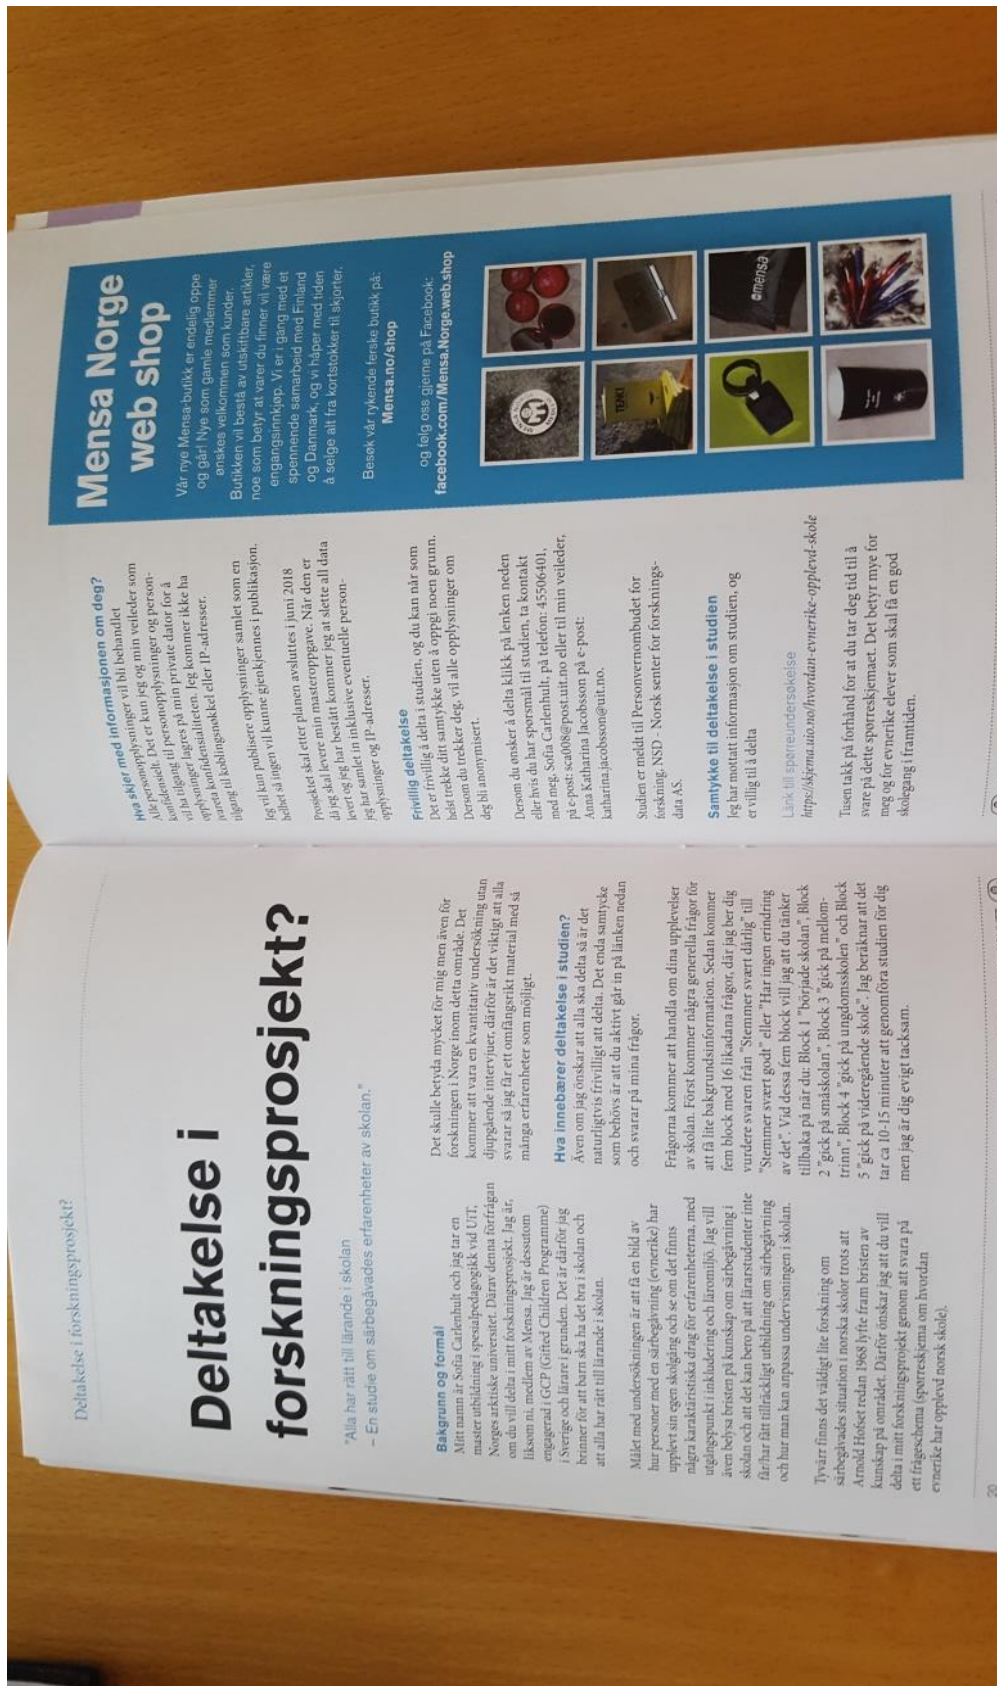 Deltakelse i forskningsprosjekt?
Deltakelse i
forskningsprosjekt?
"Alla har rätt till lärande i skolan
– En studie om särbegåvades erfarenheter av skolan."
Bakgrunn og formål
Mitt namn är Sofia Carlenhult och jag tar en
master utbildning i spesialpedagogikk vid UiT,
Norges arktiske universitet. Därav denna förfrågan
om du vill delta i mitt forskningsprosjekt. Jag är,
liksom ni, medlem av Mensa. Jag är dessutom
engagerad i GCP (Gifted Children Programme)
i Sverige och lärare i grunden. Det är därför jag
brinner för att barn ska ha det bra i skolan och
att alla har rätt till lärande i skolan.
Målet med undersökningen är att få en bild av
hur personer med en särbegåvning (evnerike) har
upplevt sin egen skolgång och se om det finns
några karaktäristiska drag för erfarenheterna, med
utgångspunkt i inkludering och läromiljö. Jag vill
även belysa bristen på kunskap om särbegåvning i
skolan och att det kan bero på att lärarstudenter inte
får/har fått tillräckligt utbildning om särbegåvning
och hur man kan anpassa undervisningen i skolan.
Tyvärr finns det väldigt lite forskning om
särbegåvades situation i norska skolor trots att
Arnold Hofset redan 1968 lyfte fram bristen av
kunskap på området. Därför önskar jag att du vill
delta i mitt forskningsprojekt genom att svara på
ett frågeschema (spørreskjema om hvordan
evnerike har opplevd norsk skole).
Det skulle betyda mycket för mig men även för
forskningen i Norge inom detta område. Det
kommer att vara en kvantitativ undersökning utan
djupgående intervjuer, därför är det viktigt att alla
svarar så jag får ett omfångsrikt material med så
många erfarenheter som möjligt.
Hva innebærer deltakelse i studien?
Även om jag önskar att alla ska delta så är det
naturligtvis frivilligt att delta. Det enda samtycke
som behövs är att du aktivt går in på länken nedan
och svarar på mina frågor.
Frågorna kommer att handla om dina upplevelser
av skolan. Först kommer några generella frågor för
att få lite bakgrundsinformation. Sedan kommer
fem block med 16 likadana frågor, där jag ber dig
vurdere svaren från "Stemmer svært dårlig" till
"Stemmer svært godt" eller "Har ingen erindring
av det". Vid dessa fem block vill jag att du tänker
tillbaka på när du: Block 1 "började skolan", Block
2 "gick på småskolan", Block 3 "gick på mellom-
trinn", Block 4 "gick på ungdomsskolen" och Block
5 "gick på videregående skole". Jag beräknar att det
tar ca 10-15 minuter att genomföra studien för dig
men jag är dig evigt tacksam.
20
Hva skjer med informasjonen om deg?
Alle personopplysninger vil bli behandlet
konfidensielt. Det er kun jeg og min veileder som
vil ha tilgang til personopplysninger og person-
opplysninger lagres på min private dator for å
ivareta konfidensialiteten. Jeg kommer ikke ha
tilgang til koblingsnøkkel eller IP-adresser.
Jeg vil kun publisere opplysninger samlet som en
helhet så ingen vil kunne gjenkjennes i publikasjon.
Prosjektet skal etter planen avsluttes i juni 2018
då jeg skal levere min masteroppgave. Når den er
levert og jeg har bestått kommer jeg at slette all data
jeg har samlet in inklusive eventuelle person-
opplysninger og IP-adresser.
Frivillig deltakelse
Det er frivillig å delta i studien, og du kan når som
helst trekke ditt samtykke uten å oppgi noen grunn.
Dersom du trekker deg, vil alle opplysninger om
deg bli anonymisert.
Dersom du ønsker å delta klikk på lenken neden
eller hvis du har spørsmål til studien, ta kontakt
med meg, Sofia Carlenhult, på telefon: 45506401,
på e-post: sca008@post.uit.no eller til min veileder,
Anna Katharina Jacobsson på e-post:
katharina.jacobsson@uit.no.
Studien er meldt til Personvernombudet for
forskning, NSD - Norsk senter for forsknings-
data AS.
Samtykke til deltakelse i studien
Jeg har mottatt informasjon om studien, og
er villig til å delta
Länk till spørreundersøkelse
https://skjema.uio.no/hvordan-evnerike-opplevd-skole
Tusen takk på forhånd for at du tar deg tid til å
svare på dette spørreskjemaet. Det betyr mye for
meg og for evnerike elever som skal få en god
skolegang i framtiden.
Mensa Norge
web shop
Vår nye Mensa-butikk er endelig oppe
og går! Nye som gamle medlemmer
ønskes velkommen som kunder.
Butikken vil bestå av utskiftbare artikler,
noe som betyr at varer du finner vil være
engangsinnkjøp. Vi er i gang med et
spennende samarbeid med Finland
og Danmark, og vi håper med tiden
å selge alt fra kortstokker til skjorter.
Besøk vår rykende ferske butikk på:
Mensa.no/shop
og følg oss gjerne på Facebook:
facebook.com/Mensa.Norge.web.shop
MENSA
TENK!
mensa